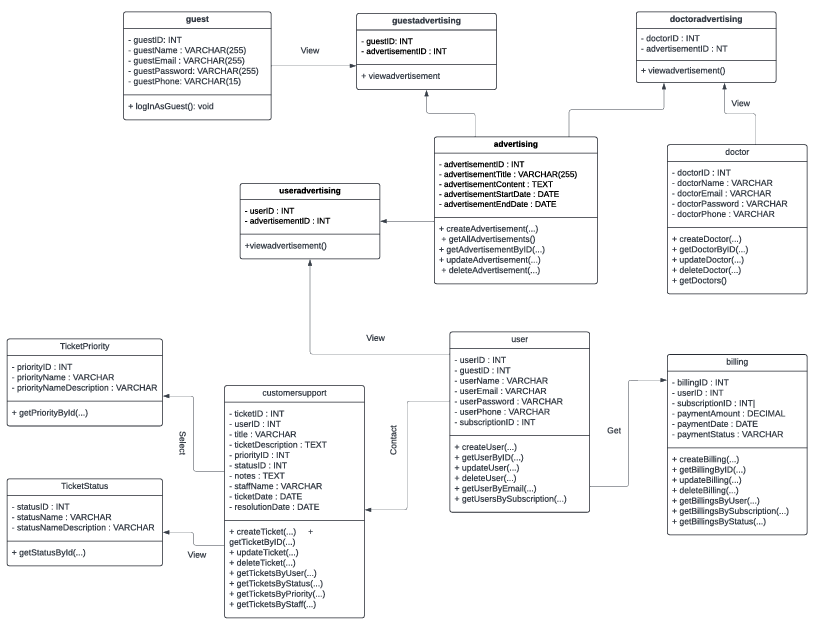 guest
- guestID: INT
- guestName : VARCHAR(255)
- guestEmail : VARCHAR(255)
- guestPassword: VARCHAR(255)
- guestPhone: VARCHAR(15)
+ logInAsGuest(): void
View
guestadvertising
- guestID: INT
- advertisementID : INT
+ viewadvertisement
doctoradvertising
- doctorID : INT
- advertisementID : NT
+ viewadvertisement()
View
advertising
- advertisementID : INT
- advertisementTitle : VARCHAR(255)
- advertisementContent : TEXT
- advertisementStartDate : DATE
- advertisementEndDate : DATE
+ createAdvertisement(...)
+ getAllAdvertisements()
+ getAdvertisementByID(...)
+ updateAdvertisement(...)
+ deleteAdvertisement(...)
doctor
- doctorID : INT
- doctorName : VARCHAR
- doctorEmail : VARCHAR
- doctorPassword : VARCHAR
- doctorPhone : VARCHAR
+ createDoctor(...)
+ getDoctorByID(...)
+ updateDoctor(...)
+ deleteDoctor(...)
+ getDoctors()
useradvertising
- userID : INT
- advertisementID : INT
+viewadvertisement()
View
TicketPriority
- priorityID : INT
- priorityName : VARCHAR
- priorityNameDescription : VARCHAR
+ getPriorityById(...)
Select
customersupport
- ticketID : INT
- userID : INT
- title : VARCHAR
- ticketDescription : TEXT
- priorityID : INT
- statusID : INT
- notes : TEXT
- staffName : VARCHAR
- ticketDate : DATE
- resolutionDate : DATE
+ createTicket(...) +
getTicketByID(...)
+ updateTicket(...)
+ deleteTicket(...)
+ getTicketsByUser(...)
+ getTicketsByStatus(...)
+ getTicketsByPriority(...)
+ getTicketsByStaff(...)
Contact
user
- userID : INT
- guestID : INT
- userName : VARCHAR
- userEmail : VARCHAR
- userPassword : VARCHAR
- userPhone : VARCHAR
- subscriptionID : INT
+ createUser(...)
+ getUserByID(...)
+ updateUser(...)
+ deleteUser(...)
+ getUserByEmail(...)
+ getUsersBySubscription(...)
Get
billing
- billingID : INT
- userID : INT
- subscriptionID : INT|
- paymentAmount : DECIMAL
- paymentDate : DATE
- paymentStatus : VARCHAR
+ createBilling(...)
+ getBillingByID(...)
+ updateBilling(...)
+ deleteBilling(...)
+ getBillingsByUser(...)
+ getBillingsBySubscription(...)
+ getBillingsByStatus(...)
TicketStatus
- statusID : INT
- statusName : VARCHAR
- statusNameDescription : VARCHAR
+ getStatusById(...)
View